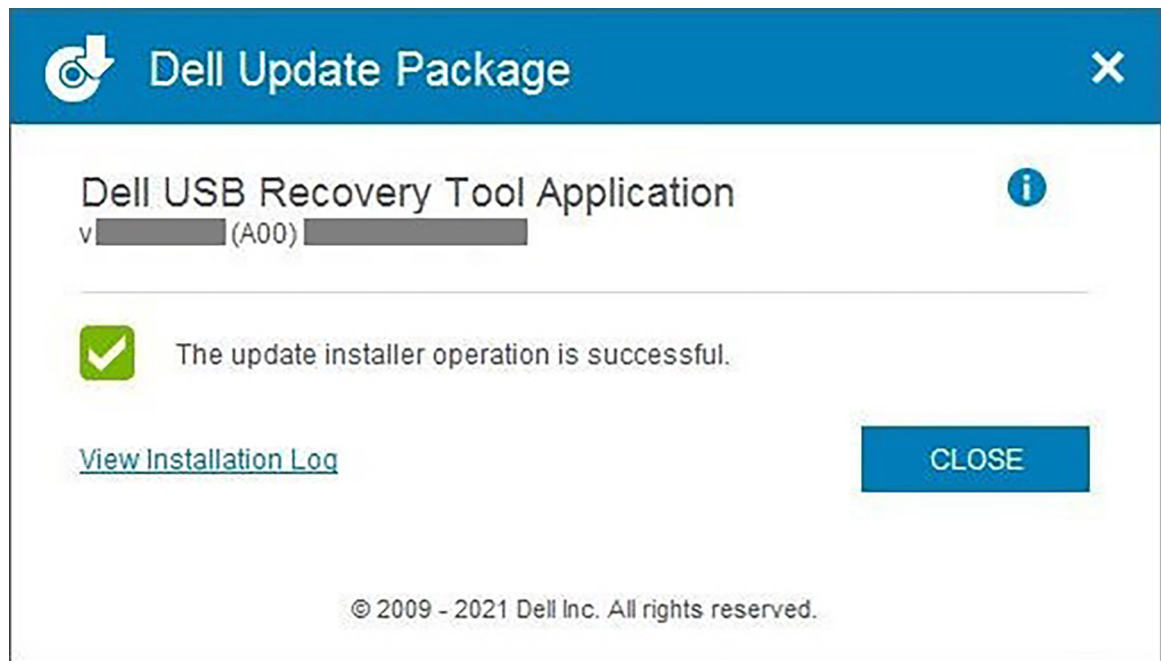 Dell Update Package
Dell USB Recovery Tool Application
v (A00)
The update installer operation is successful.
View Installation Log
CLOSE
© 2009 - 2021 Dell Inc. All rights reserved.